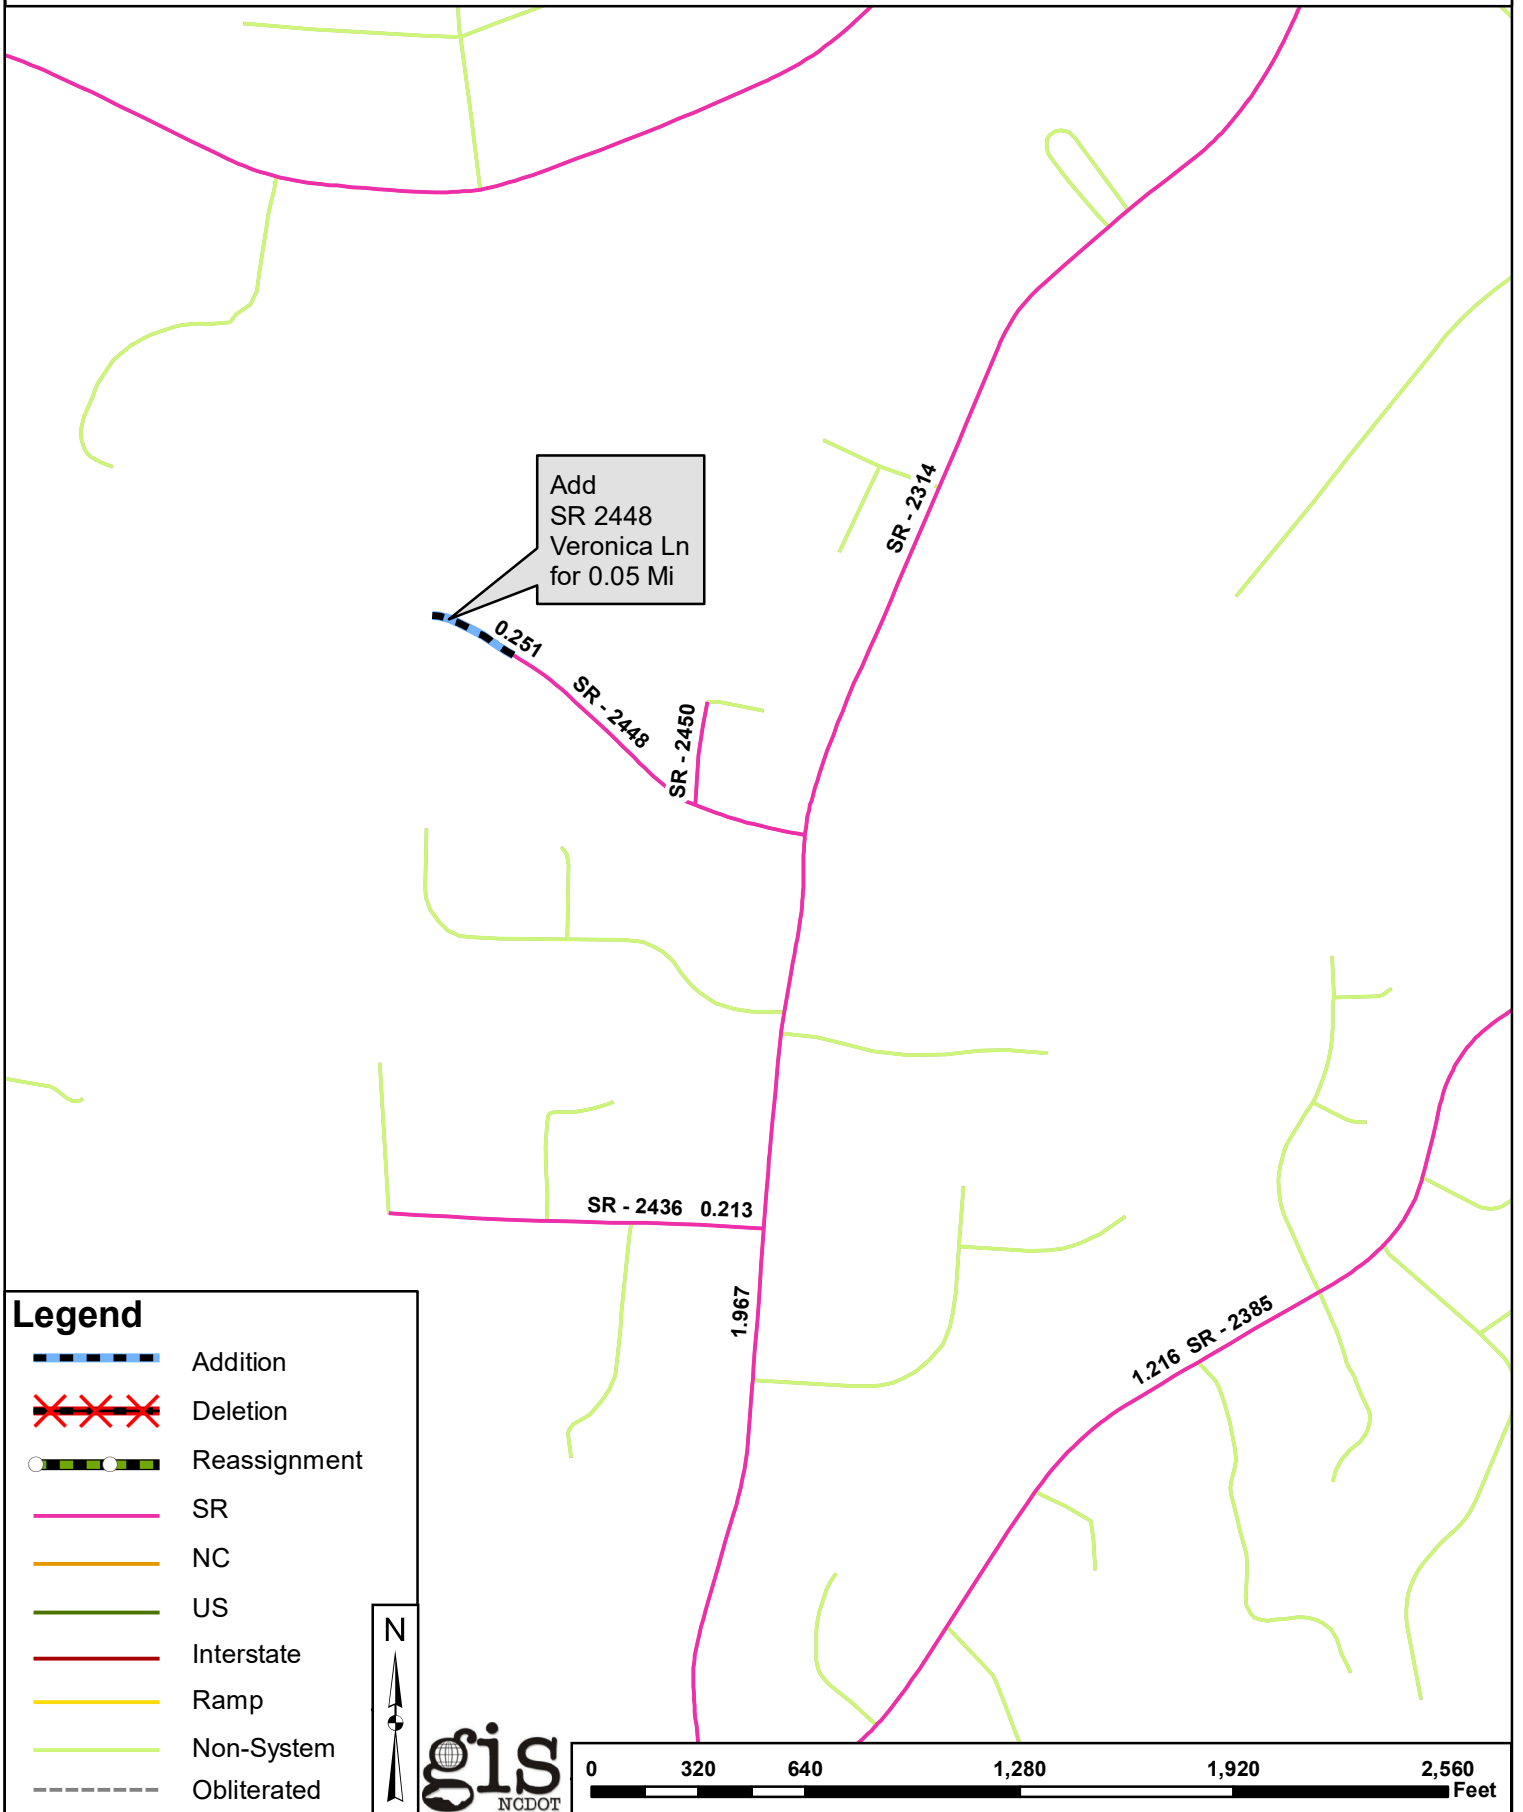 Add
SR 2448
Veronica Ln
for 0.05 Mi
SR - 2314
0.251
SR - 2448
SR - 2450
SR - 2436 0.213
1.967
1.216 SR - 2385
Legend
Addition
Deletion
Reassignment
SR
NC
US
Interstate
Ramp
Non-System
Obliterated
N
gis
NCDOT
0 320 640 1,280 1,920 2,560
Feet